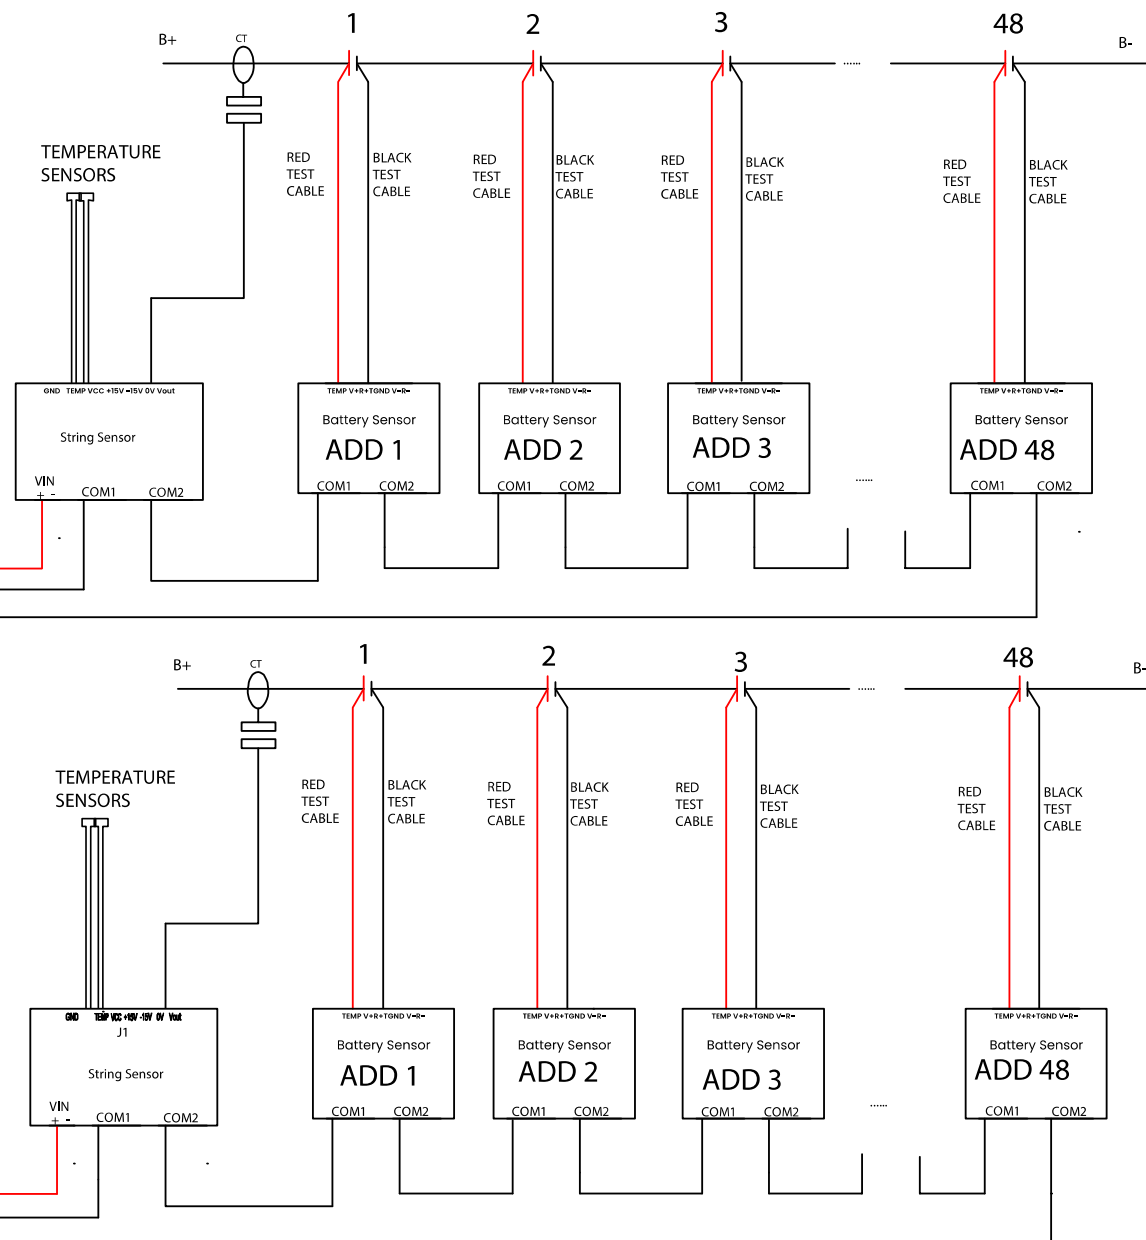 1
2
3
48
B+
CT
......
B-
TEMPERATURE
SENSORS
RED
TEST
CABLE
BLACK
TEST
CABLE
RED
TEST
CABLE
BLACK
TEST
CABLE
RED
TEST
CABLE
BLACK
TEST
CABLE
RED
TEST
CABLE
BLACK
TEST
CABLE
GND TEMP VCC +15V -15V 0V Vout
String Sensor
VIN
+ -
COM1
COM2
TEMP V+R+TGND V-R-
Battery Sensor
ADD 1
COM1
COM2
TEMP V+R+TGND V-R-
Battery Sensor
ADD 2
COM1
COM2
TEMP V+R+TGND V-R-
Battery Sensor
ADD 3
COM1
COM2
......
TEMP V+R+TGND V-R-
Battery Sensor
ADD 48
COM1
COM2
1
2
3
48
B+
CT
......
B-
TEMPERATURE
SENSORS
RED
TEST
CABLE
BLACK
TEST
CABLE
RED
TEST
CABLE
BLACK
TEST
CABLE
RED
TEST
CABLE
BLACK
TEST
CABLE
RED
TEST
CABLE
BLACK
TEST
CABLE
GND TEMP VCC +15V -15V 0V Vout
J1
String Sensor
VIN
+ -
COM1
COM2
TEMP V+R+TGND V-R-
Battery Sensor
ADD 1
COM1
COM2
TEMP V+R+TGND V-R-
Battery Sensor
ADD 2
COM1
COM2
TEMP V+R+TGND V-R-
Battery Sensor
ADD 3
COM1
COM2
......
TEMP V+R+TGND V-R-
Battery Sensor
ADD 48
COM1
COM2